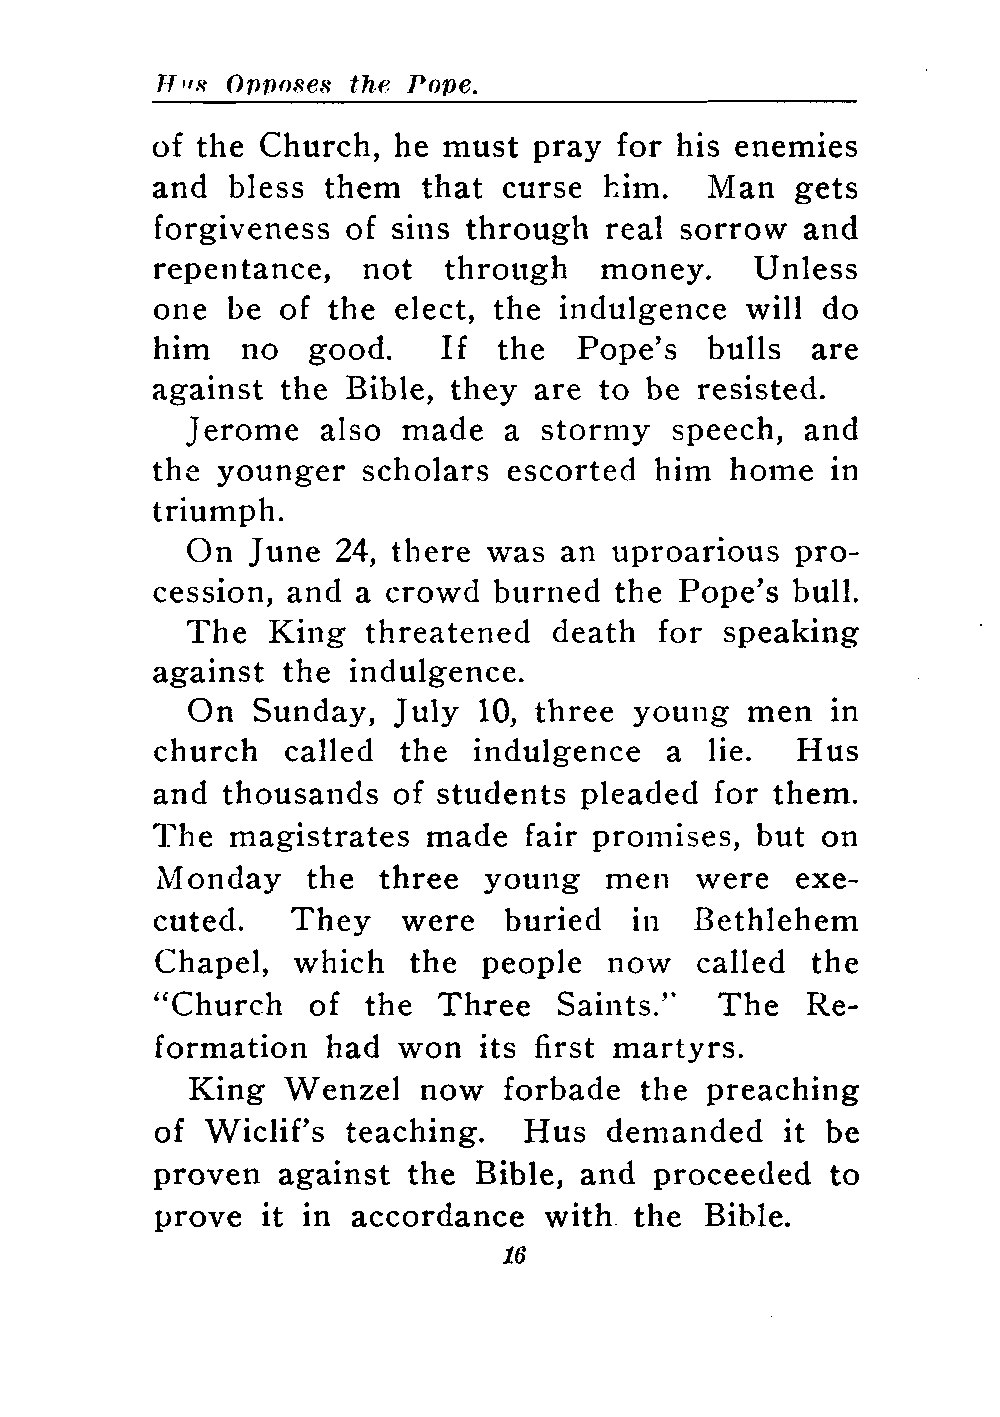 Hus Opposes the Pope.
of the Church, he must pray for his enemies
and bless them that curse him. Man gets
forgiveness of sins through real sorrow and
repentance, not through money. Unless
one be of the elect, the indulgence will do
him no good. If the Pope's bulls are
against the Bible, they are to be resisted.
Jerome also made a stormy speech, and
the younger scholars escorted him home in
triumph.
On June 24, there was an uproarious pro-
cession, and a crowd burned the Pope's bull.
The King threatened death for speaking
against the indulgence.
On Sunday, July 10, three young men in
church called the indulgence a lie. Hus
and thousands of students pleaded for them.
The magistrates made fair promises, but on
Monday the three young men were exe-
cuted. They were buried in Bethlehem
Chapel, which the people now called the
"Church of the Three Saints." The Re-
formation had won its first martyrs.
King Wenzel now forbade the preaching
of Wiclif's teaching. Hus demanded it be
proven against the Bible, and proceeded to
prove it in accordance with the Bible.
16